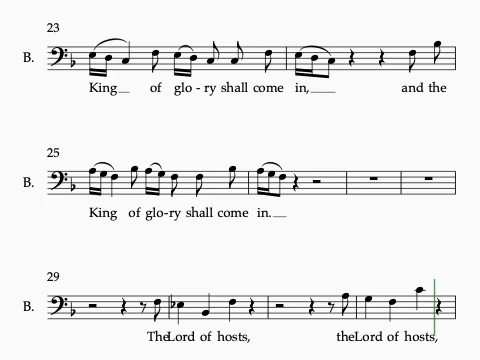 23
B.
King of glo - ry shall come in, and the
25
B.
King of glo-ry shall come in.
29
B.
TheLord of hosts, theLord of hosts,